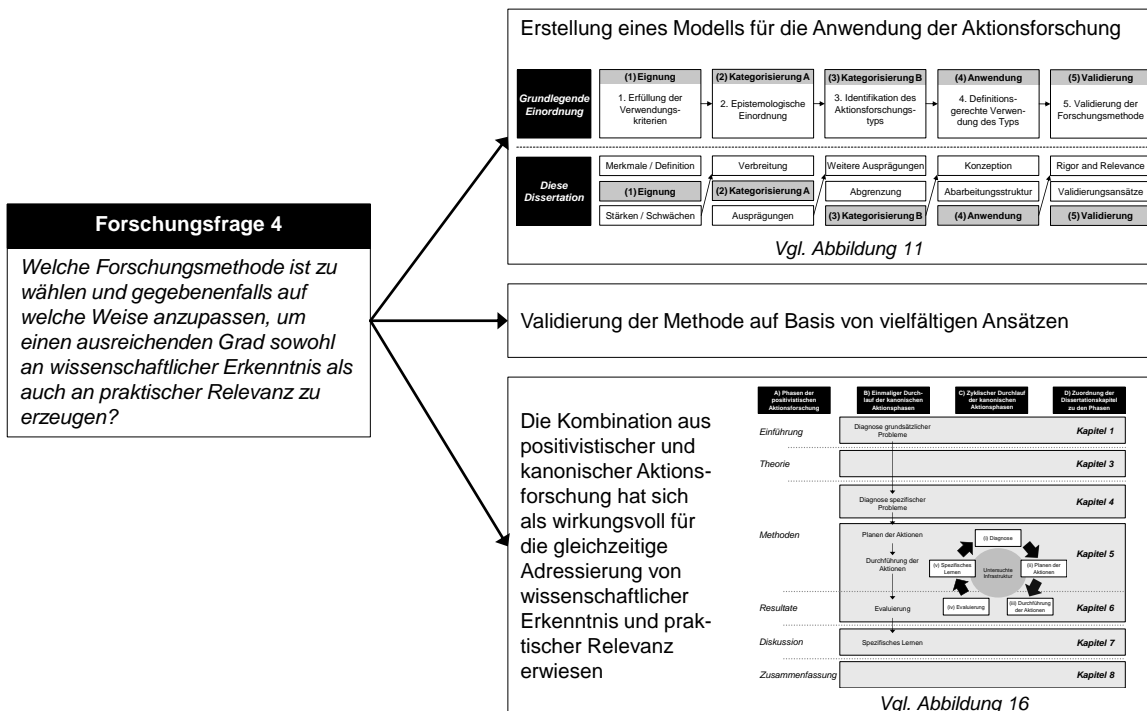 Forschungsfrage 4
Welche Forschungsmethode ist zu
wählen und gegebenenfalls auf
welche Weise anzupassen, um
einen ausreichenden Grad sowohl
an wissenschaftlicher Erkenntnis als
auch an praktischer Relevanz zu
erzeugen?
Erstellung eines Modells für die Anwendung der Aktionsforschung
Grundlegende
Einordnung
(1) Eignung
1. Erfüllung der
Verwendungs-
kriterien
(2) Kategorisierung A
2. Epistemologische
Einordnung
(3) Kategorisierung B
3. Identifikation des
Aktionsforschungs-
typs
(4) Anwendung
4. Definitions-
gerechte Verwen-
dung des Typs
(5) Validierung
5. Validierung der
Forschungsmethode
Diese
Dissertation
Merkmale / Definition
(1) Eignung
Stärken / Schwächen
Verbreitung
(2) Kategorisierung A
Ausprägungen
Weitere Ausprägungen
Abgrenzung
(3) Kategorisierung B
Konzeption
Abarbeitungsstruktur
(4) Anwendung
Rigor and Relevance
Validierungsansätze
(5) Validierung
Vgl. Abbildung 11
Validierung der Methode auf Basis von vielfältigen Ansätzen
Die Kombination aus
positivistischer und
kanonischer Aktions-
forschung hat sich
als wirkungsvoll für
die gleichzeitige
Adressierung von
wissenschaftlicher
Erkenntnis und prak-
tischer Relevanz
erwiesen
A) Phasen der
positivistischen
Aktionsforschung
B) Einmaliger Durch-
lauf der kanonischen
Aktionsphasen
C) Zyklischer Durchlauf
der kanonischen
Aktionsphasen
D) Zuordnung der
Dissertationskapitel
zu den Phasen
Einführung
Diagnose grundsätzlicher
Probleme
Kapitel 1
Theorie
Kapitel 3
Diagnose spezifischer
Probleme
Kapitel 4
Methoden
Planen der Aktionen
Durchführung der
Aktionen
(i) Diagnose
(v) Spezifisches
Lernen
Untersuchte
Infrastruktur
(ii) Planen der
Aktionen
(iv) Evaluierung
(iii) Durchführung
der Aktionen
Kapitel 5
Resultate
Evaluierung
Kapitel 6
Diskussion
Spezifisches Lernen
Kapitel 7
Zusammenfassung
Kapitel 8
Vgl. Abbildung 16